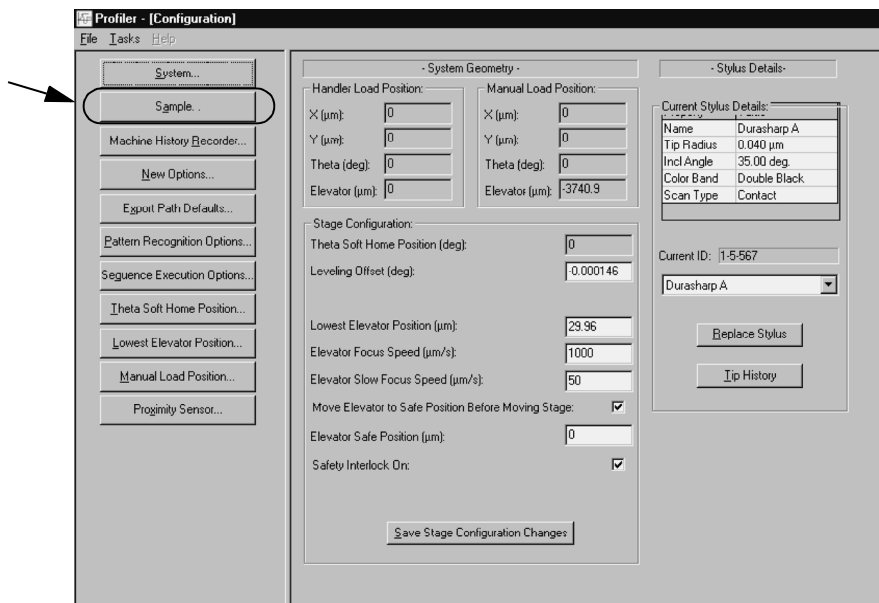 Profiler - [Configuration]
File Tasks Help
System...
Sample. .
Machine History Recorder...
New Options...
Export Path Defaults...
Pattern Recognition Options...
Sequence Execution Options...
Theta Soft Home Position...
Lowest Elevator Position...
Manual Load Position...
Proximity Sensor...
- System Geometry -
Handler Load Position:
X (µm): 0
Y (µm): 0
Theta (deg): 0
Elevator (µm): 0
Manual Load Position:
X (µm): 0
Y (µm): 0
Theta (deg): 0
Elevator (µm): -3740.9
Stage Configuration:
Theta Soft Home Position (deg): 0
Leveling Offset (deg): -0.000146
Lowest Elevator Position (µm): 29.96
Elevator Focus Speed (µm/s): 1000
Elevator Slow Focus Speed (µm/s): 50
Move Elevator to Safe Position Before Moving Stage:
Elevator Safe Position (µm): 0
Safety Interlock On:
Save Stage Configuration Changes
- Stylus Details-
Current Stylus Details:
Name Durasharp A
Tip Radius 0.040 µm
Incl Angle 35.00 deg.
Color Band Double Black
Scan Type Contact
Current ID: 1-5-567
Durasharp A
Replace Stylus
Tip History